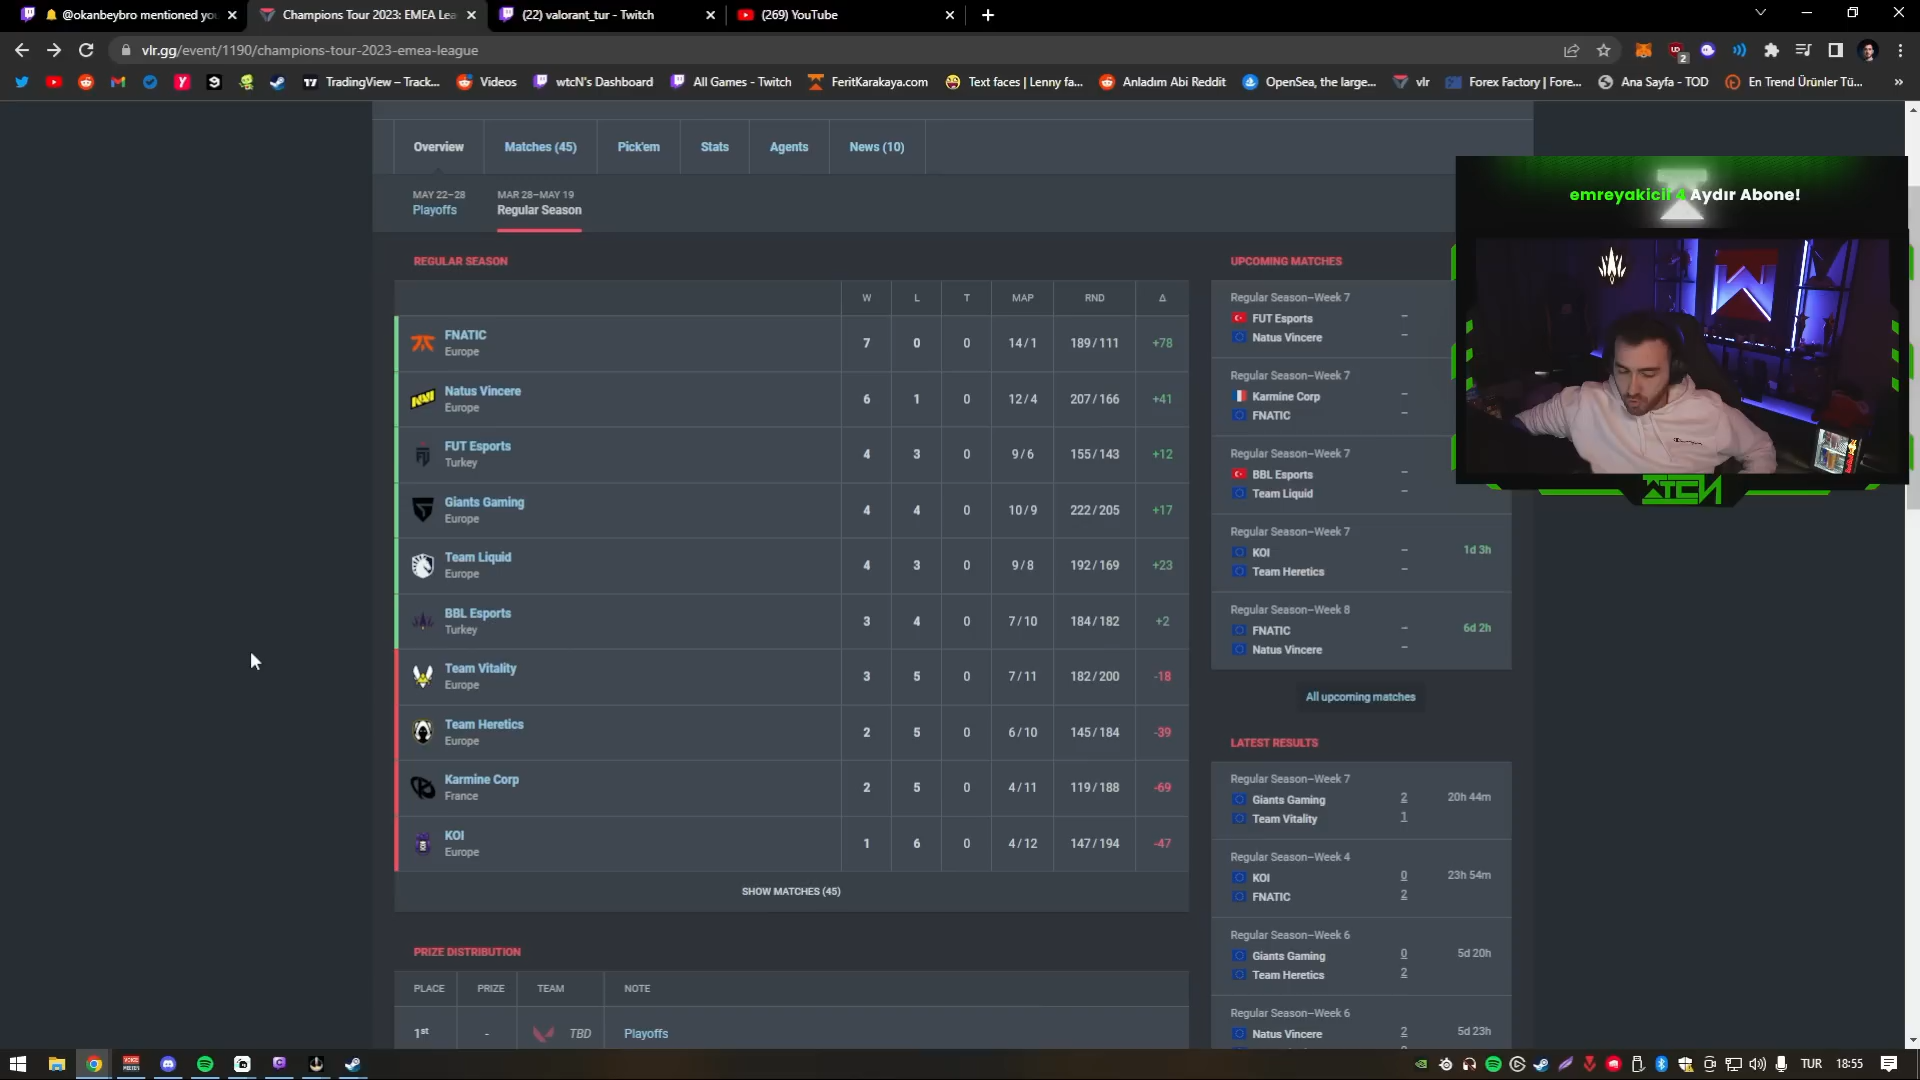 @okanbeybro mentioned yo
Champions Tour 2023: EMEA Lea
(22) valorant_tur - Twitch
(269) YouTube
vlr.gg/event/1190/champions-tour-2023-emea-league
TradingView – Track...
Videos
wtcN's Dashboard
All Games - Twitch
FeritKarakaya.com
Text faces | Lenny fa...
Anladım Abi Reddit
OpenSea, the large...
vlr
Forex Factory | Fore...
Ana Sayfa - TOD
En Trend Ürünler Tü...
Overview
Matches (45)
Pick'em
Stats
Agents
News (10)
MAY 22–28
Playoffs
MAR 28–MAY 19
Regular Season
REGULAR SEASON
W L T MAP RND Δ
FNATIC
Europe
7 0 0 14/1 189/111 +78
Natus Vincere
Europe
6 1 0 12/4 207/166 +41
FUT Esports
Turkey
4 3 0 9/6 155/143 +12
Giants Gaming
Europe
4 4 0 10/9 222/205 +17
Team Liquid
Europe
4 3 0 9/8 192/169 +23
BBL Esports
Turkey
3 4 0 7/10 184/182 +2
Team Vitality
Europe
3 5 0 7/11 182/200 -18
Team Heretics
Europe
2 5 0 6/10 145/184 -39
Karmine Corp
France
2 5 0 4/11 119/188 -69
KOI
Europe
1 6 0 4/12 147/194 -47
SHOW MATCHES (45)
PRIZE DISTRIBUTION
PLACE PRIZE TEAM NOTE
1st - TBD Playoffs
UPCOMING MATCHES
Regular Season–Week 7
FUT Esports –
Natus Vincere –
Regular Season–Week 7
Karmine Corp –
FNATIC –
Regular Season–Week 7
BBL Esports –
Team Liquid –
Regular Season–Week 7
KOI – 1d 3h
Team Heretics –
Regular Season–Week 8
FNATIC – 6d 2h
Natus Vincere –
All upcoming matches
LATEST RESULTS
Regular Season–Week 7
Giants Gaming 2 20h 44m
Team Vitality 1
Regular Season–Week 4
KOI 0 23h 54m
FNATIC 2
Regular Season–Week 6
Giants Gaming 0 5d 20h
Team Heretics 2
Regular Season–Week 6
Natus Vincere 2 5d 23h
emreyakicil 4 Aydır Abone!
WTCN
TUR
18:55